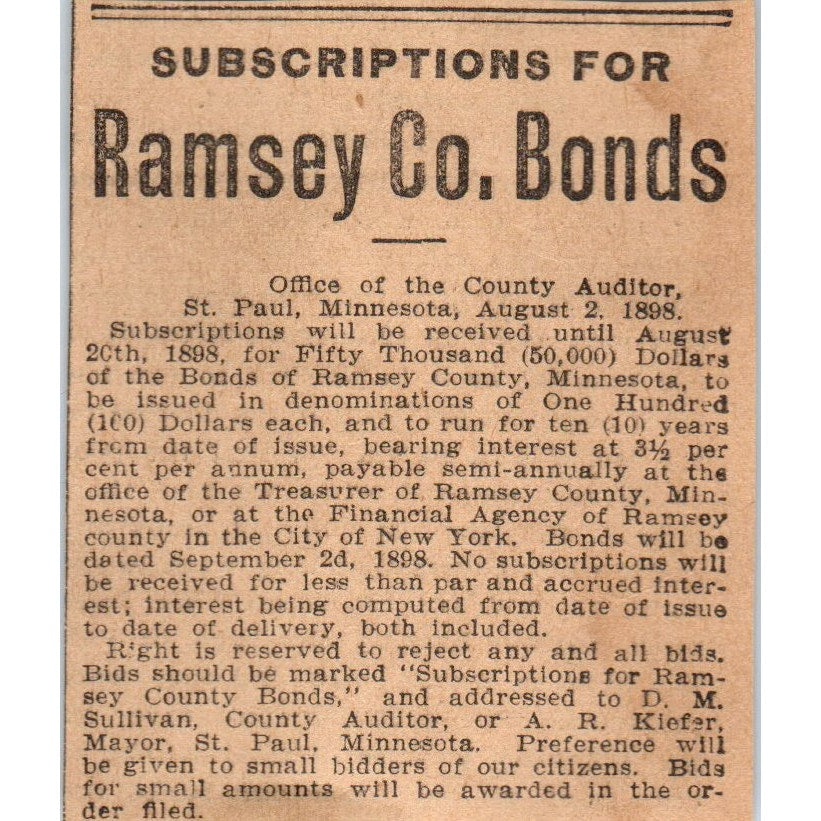 SUBSCRIPTIONS FOR
Ramsey Co. Bonds
Office of the County Auditor,
St. Paul, Minnesota, August 2, 1898.
Subscriptions will be received until August
20th, 1898, for Fifty Thousand (50,000) Dollars
of the Bonds of Ramsey County, Minnesota, to
be issued in denominations of One Hundred
(100) Dollars each, and to run for ten (10) years
from date of issue, bearing interest at 3½ per
cent per annum, payable semi-annually at the
office of the Treasurer of Ramsey County, Min-
nesota, or at the Financial Agency of Ramsey
county in the City of New York. Bonds will be
dated September 2d, 1898. No subscriptions will
be received for less than par and accrued inter-
est; interest being computed from date of issue
to date of delivery, both included.
Right is reserved to reject any and all bids.
Bids should be marked "Subscriptions for Ram-
sey County Bonds," and addressed to D. M.
Sullivan, County Auditor, or A. R. Kiefer,
Mayor, St. Paul, Minnesota. Preference will
be given to small bidders of our citizens. Bids
for small amounts will be awarded in the or-
der filed.